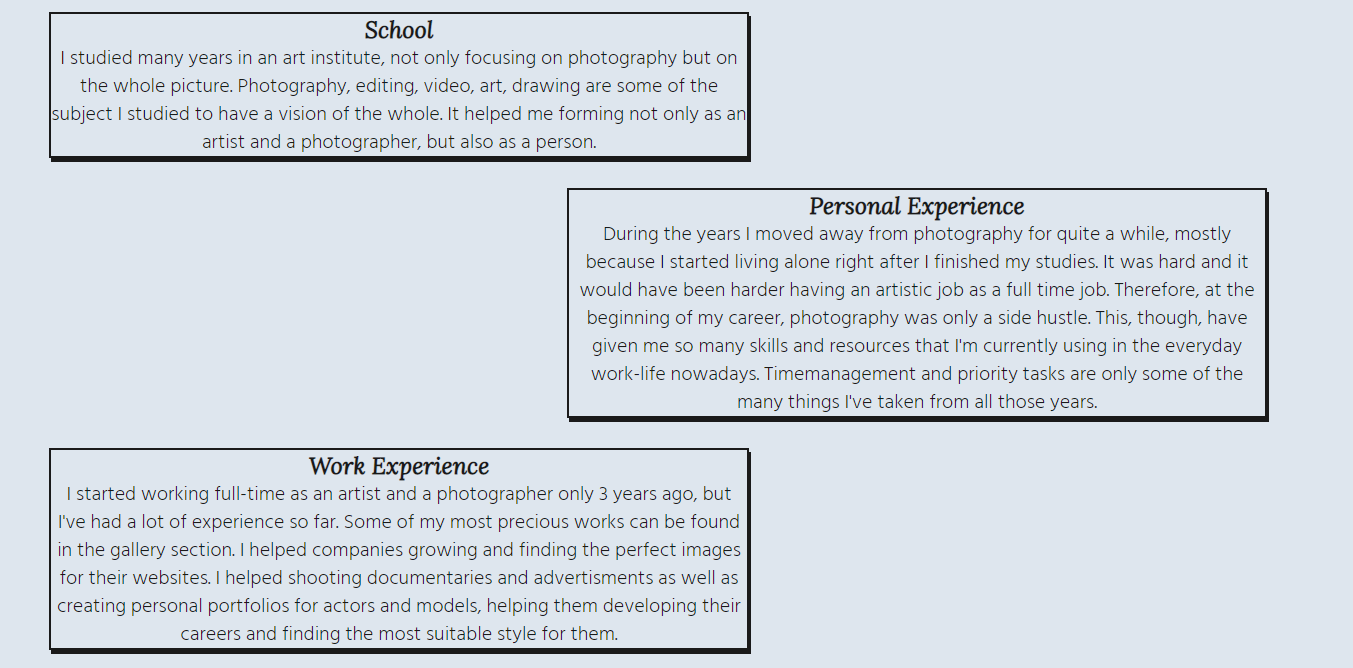 School
I studied many years in an art institute, not only focusing on photography but on
the whole picture. Photography, editing, video, art, drawing are some of the
subject I studied to have a vision of the whole. It helped me forming not only as an
artist and a photographer, but also as a person.
Personal Experience
During the years I moved away from photography for quite a while, mostly
because I started living alone right after I finished my studies. It was hard and it
would have been harder having an artistic job as a full time job. Therefore, at the
beginning of my career, photography was only a side hustle. This, though, have
given me so many skills and resources that I'm currently using in the everyday
work-life nowadays. Timemanagement and priority tasks are only some of the
many things I've taken from all those years.
Work Experience
I started working full-time as an artist and a photographer only 3 years ago, but
I've had a lot of experience so far. Some of my most precious works can be found
in the gallery section. I helped companies growing and finding the perfect images
for their websites. I helped shooting documentaries and advertisments as well as
creating personal portfolios for actors and models, helping them developing their
careers and finding the most suitable style for them.